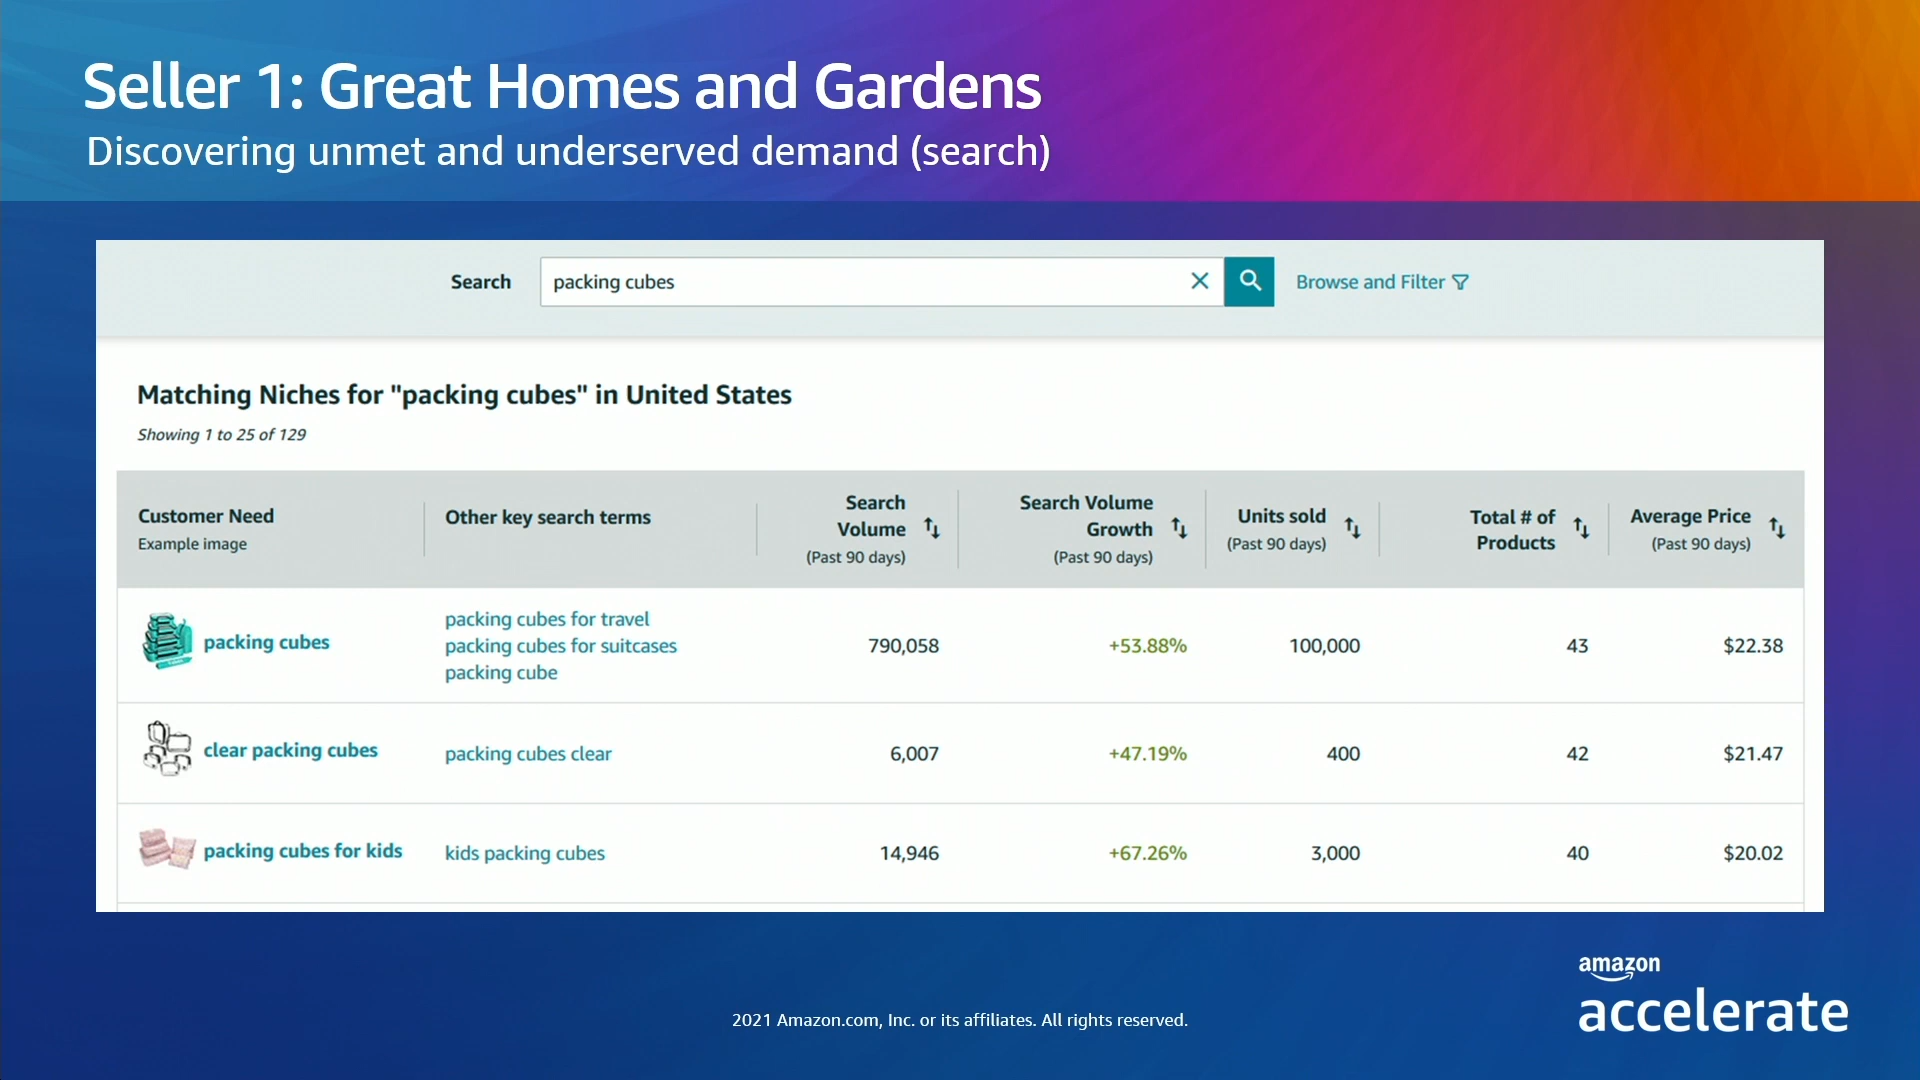 Seller 1: Great Homes and Gardens
Discovering unmet and underserved demand (search)
Search
packing cubes
Browse and Filter
Matching Niches for "packing cubes" in United States
Showing 1 to 25 of 129
Customer Need
Example image
Other key search terms
Search
Volume
(Past 90 days)
Search Volume
Growth
(Past 90 days)
Units sold
(Past 90 days)
Total # of
Products
Average Price
(Past 90 days)
packing cubes
packing cubes for travel
packing cubes for suitcases
packing cube
790,058
+53.88%
100,000
43
$22.38
clear packing cubes
packing cubes clear
6,007
+47.19%
400
42
$21.47
packing cubes for kids
kids packing cubes
14,946
+67.26%
3,000
40
$20.02
2021 Amazon.com, Inc. or its affiliates. All rights reserved.
amazon
accelerate